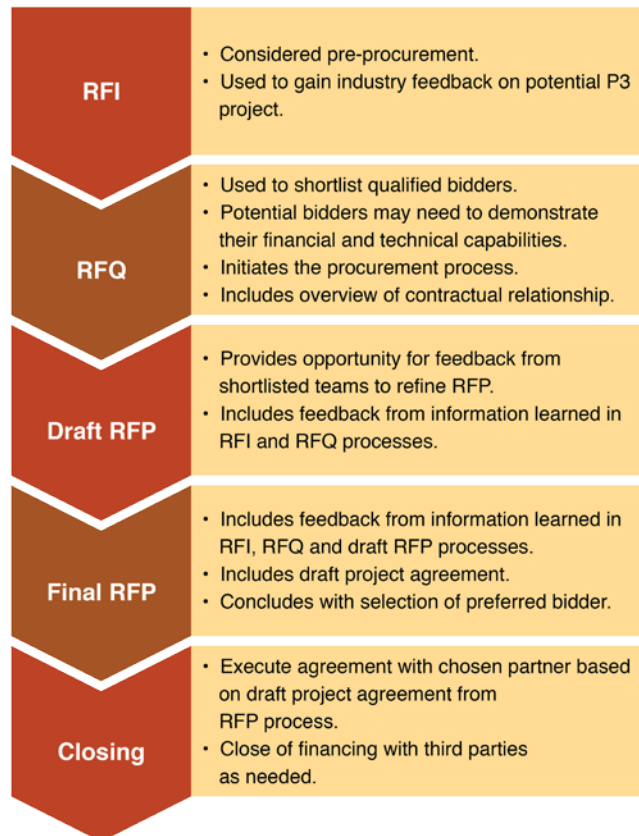 RFI
• Considered pre-procurement.
• Used to gain industry feedback on potential P3
project.
RFQ
• Used to shortlist qualified bidders.
• Potential bidders may need to demonstrate
their financial and technical capabilities.
• Initiates the procurement process.
• Includes overview of contractual relationship.
Draft RFP
• Provides opportunity for feedback from
shortlisted teams to refine RFP.
• Includes feedback from information learned in
RFI and RFQ processes.
Final RFP
• Includes feedback from information learned in
RFI, RFQ and draft RFP processes.
• Includes draft project agreement.
• Concludes with selection of preferred bidder.
Closing
• Execute agreement with chosen partner based
on draft project agreement from
RFP process.
• Close of financing with third parties
as needed.